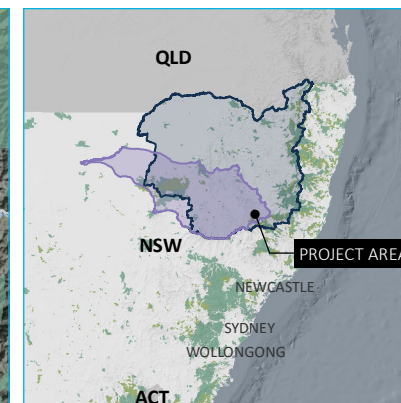 QLD
NSW
PROJECT AREA
NEWCASTLE
SYDNEY
WOLLONGONG
ACT